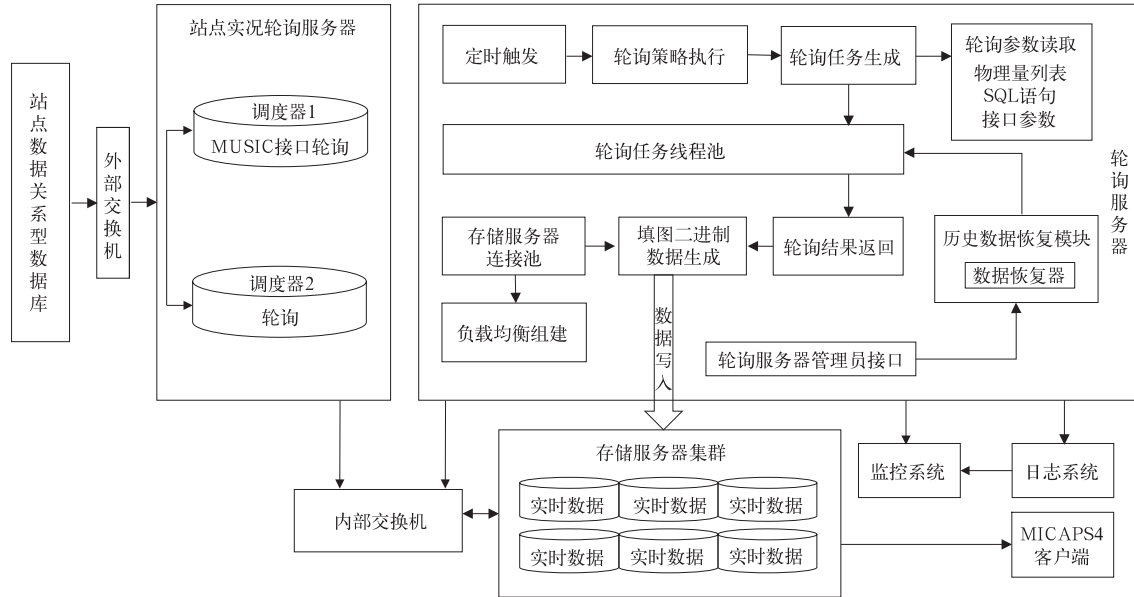 站点数据关系型数据库
外部交换机
站点实况轮询服务器
调度器1
MUSIC接口轮询
调度器2
轮询
定时触发
轮询策略执行
轮询任务生成
轮询参数读取
物理量列表
SQL语句
接口参数
轮询任务线程池
轮询服务器
存储服务器
连接池
填图二进制
数据生成
轮询结果返回
历史数据恢复模块
数据恢复器
负载均衡组建
数据写入
轮询服务器管理员接口
存储服务器集群
实时数据
实时数据
实时数据
实时数据
实时数据
实时数据
内部交换机
监控系统
日志系统
MICAPS4
客户端